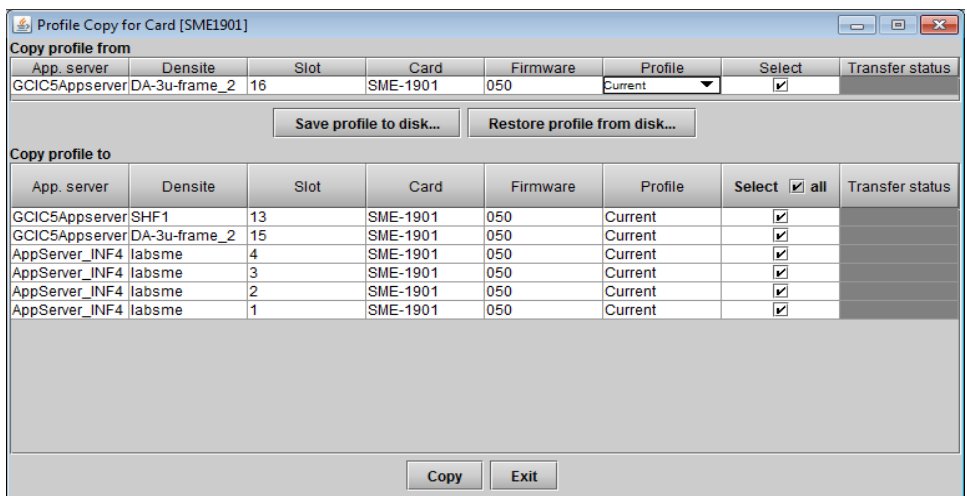 Profile Copy for Card [SME1901]
Copy profile from
App. server Densite Slot Card Firmware Profile Select Transfer status
GCIC5Appserver DA-3u-frame_2 16 SME-1901 050 Current
Save profile to disk... Restore profile from disk...
Copy profile to
App. server Densite Slot Card Firmware Profile Select all Transfer status
GCIC5Appserver SHF1 13 SME-1901 050 Current
GCIC5Appserver DA-3u-frame_2 15 SME-1901 050 Current
AppServer_INF4 labsme 4 SME-1901 050 Current
AppServer_INF4 labsme 3 SME-1901 050 Current
AppServer_INF4 labsme 2 SME-1901 050 Current
AppServer_INF4 labsme 1 SME-1901 050 Current
Copy Exit